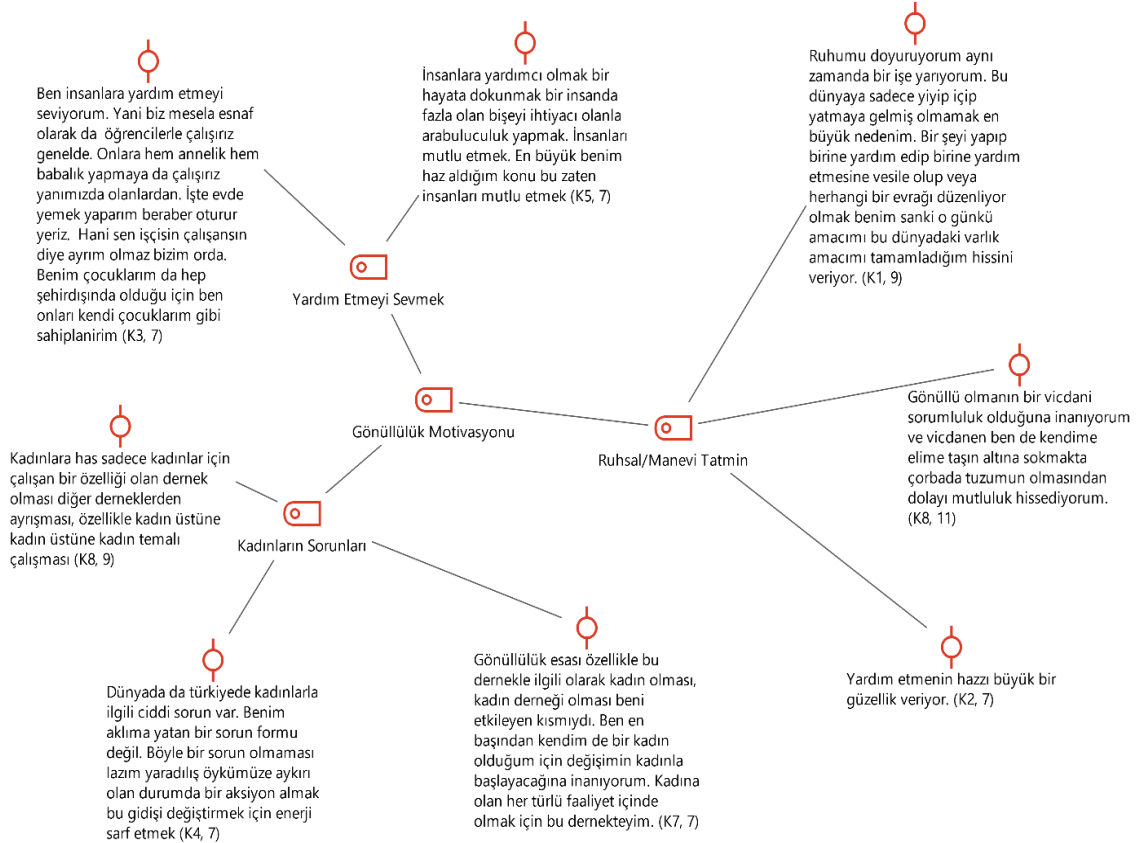 Ben insanlara yardım etmeyi
seviyorum. Yani biz mesela esnaf
olarak da öğrencilerle çalışırız
genelde. Onlara hem annelik hem
babalık yapmaya da çalışırız
yanımızda olanlardan. İşte evde
yemek yaparım beraber oturur
yeriz. Hani sen işçisin çalışansın
diye ayrım olmaz bizim orda.
Benim çocuklarım da hep
şehirdışında olduğu için ben
onları kendi çocuklarım gibi
sahiplanirim (K3, 7)
İnsanlara yardımcı olmak bir
hayata dokunmak bir insanda
fazla olan bişeyi ihtiyacı olanla
arabuluculuk yapmak. İnsanları
mutlu etmek. En büyük benim
haz aldığım konu bu zaten
insanları mutlu etmek (K5, 7)
Ruhumu doyuruyorum aynı
zamanda bir işe yarıyorum. Bu
dünyaya sadece yiyip içip
yatmaya gelmiş olmamak en
büyük nedenim. Bir şeyi yapıp
birine yardım edip birine yardım
etmesine vesile olup veya
herhangi bir evrağı düzenliyor
olmak benim sanki o günkü
amacımı bu dünyadaki varlık
amacımı tamamladığım hissini
veriyor. (K1, 9)
Yardım Etmeyi Sevmek
Gönüllülük Motivasyonu
Ruhsal/Manevi Tatmin
Gönüllü olmanın bir vicdani
sorumluluk olduğuna inanıyorum
ve vicdanen ben de kendime
elime taşın altına sokmakta
çorbada tuzumun olmasından
dolayı mutluluk hissediyorum.
(K8, 11)
Kadınlara has sadece kadınlar için
çalışan bir özelliği olan dernek
olması diğer derneklerden
ayrışması, özellikle kadın üstüne
kadın üstüne kadın temalı
çalışması (K8, 9)
Kadınların Sorunları
Dünyada da türkiyede kadınlarla
ilgili ciddi sorun var. Benim
aklıma yatan bir sorun formu
değil. Böyle bir sorun olmaması
lazım yaradılış öykümüze aykırı
olan durumda bir aksiyon almak
bu gidişi değiştirmek için enerji
sarf etmek (K4, 7)
Gönüllülük esası özellikle bu
dernekle ilgili olarak kadın olması,
kadın derneği olması beni
etkileyen kısmıydı. Ben en
başından kendim de bir kadın
olduğum için değişimin kadınla
başlayacağına inanıyorum. Kadına
olan her türlü faaliyet içinde
olmak için bu dernekteyim. (K7, 7)
Yardım etmenin hazzı büyük bir
güzellik veriyor. (K2, 7)